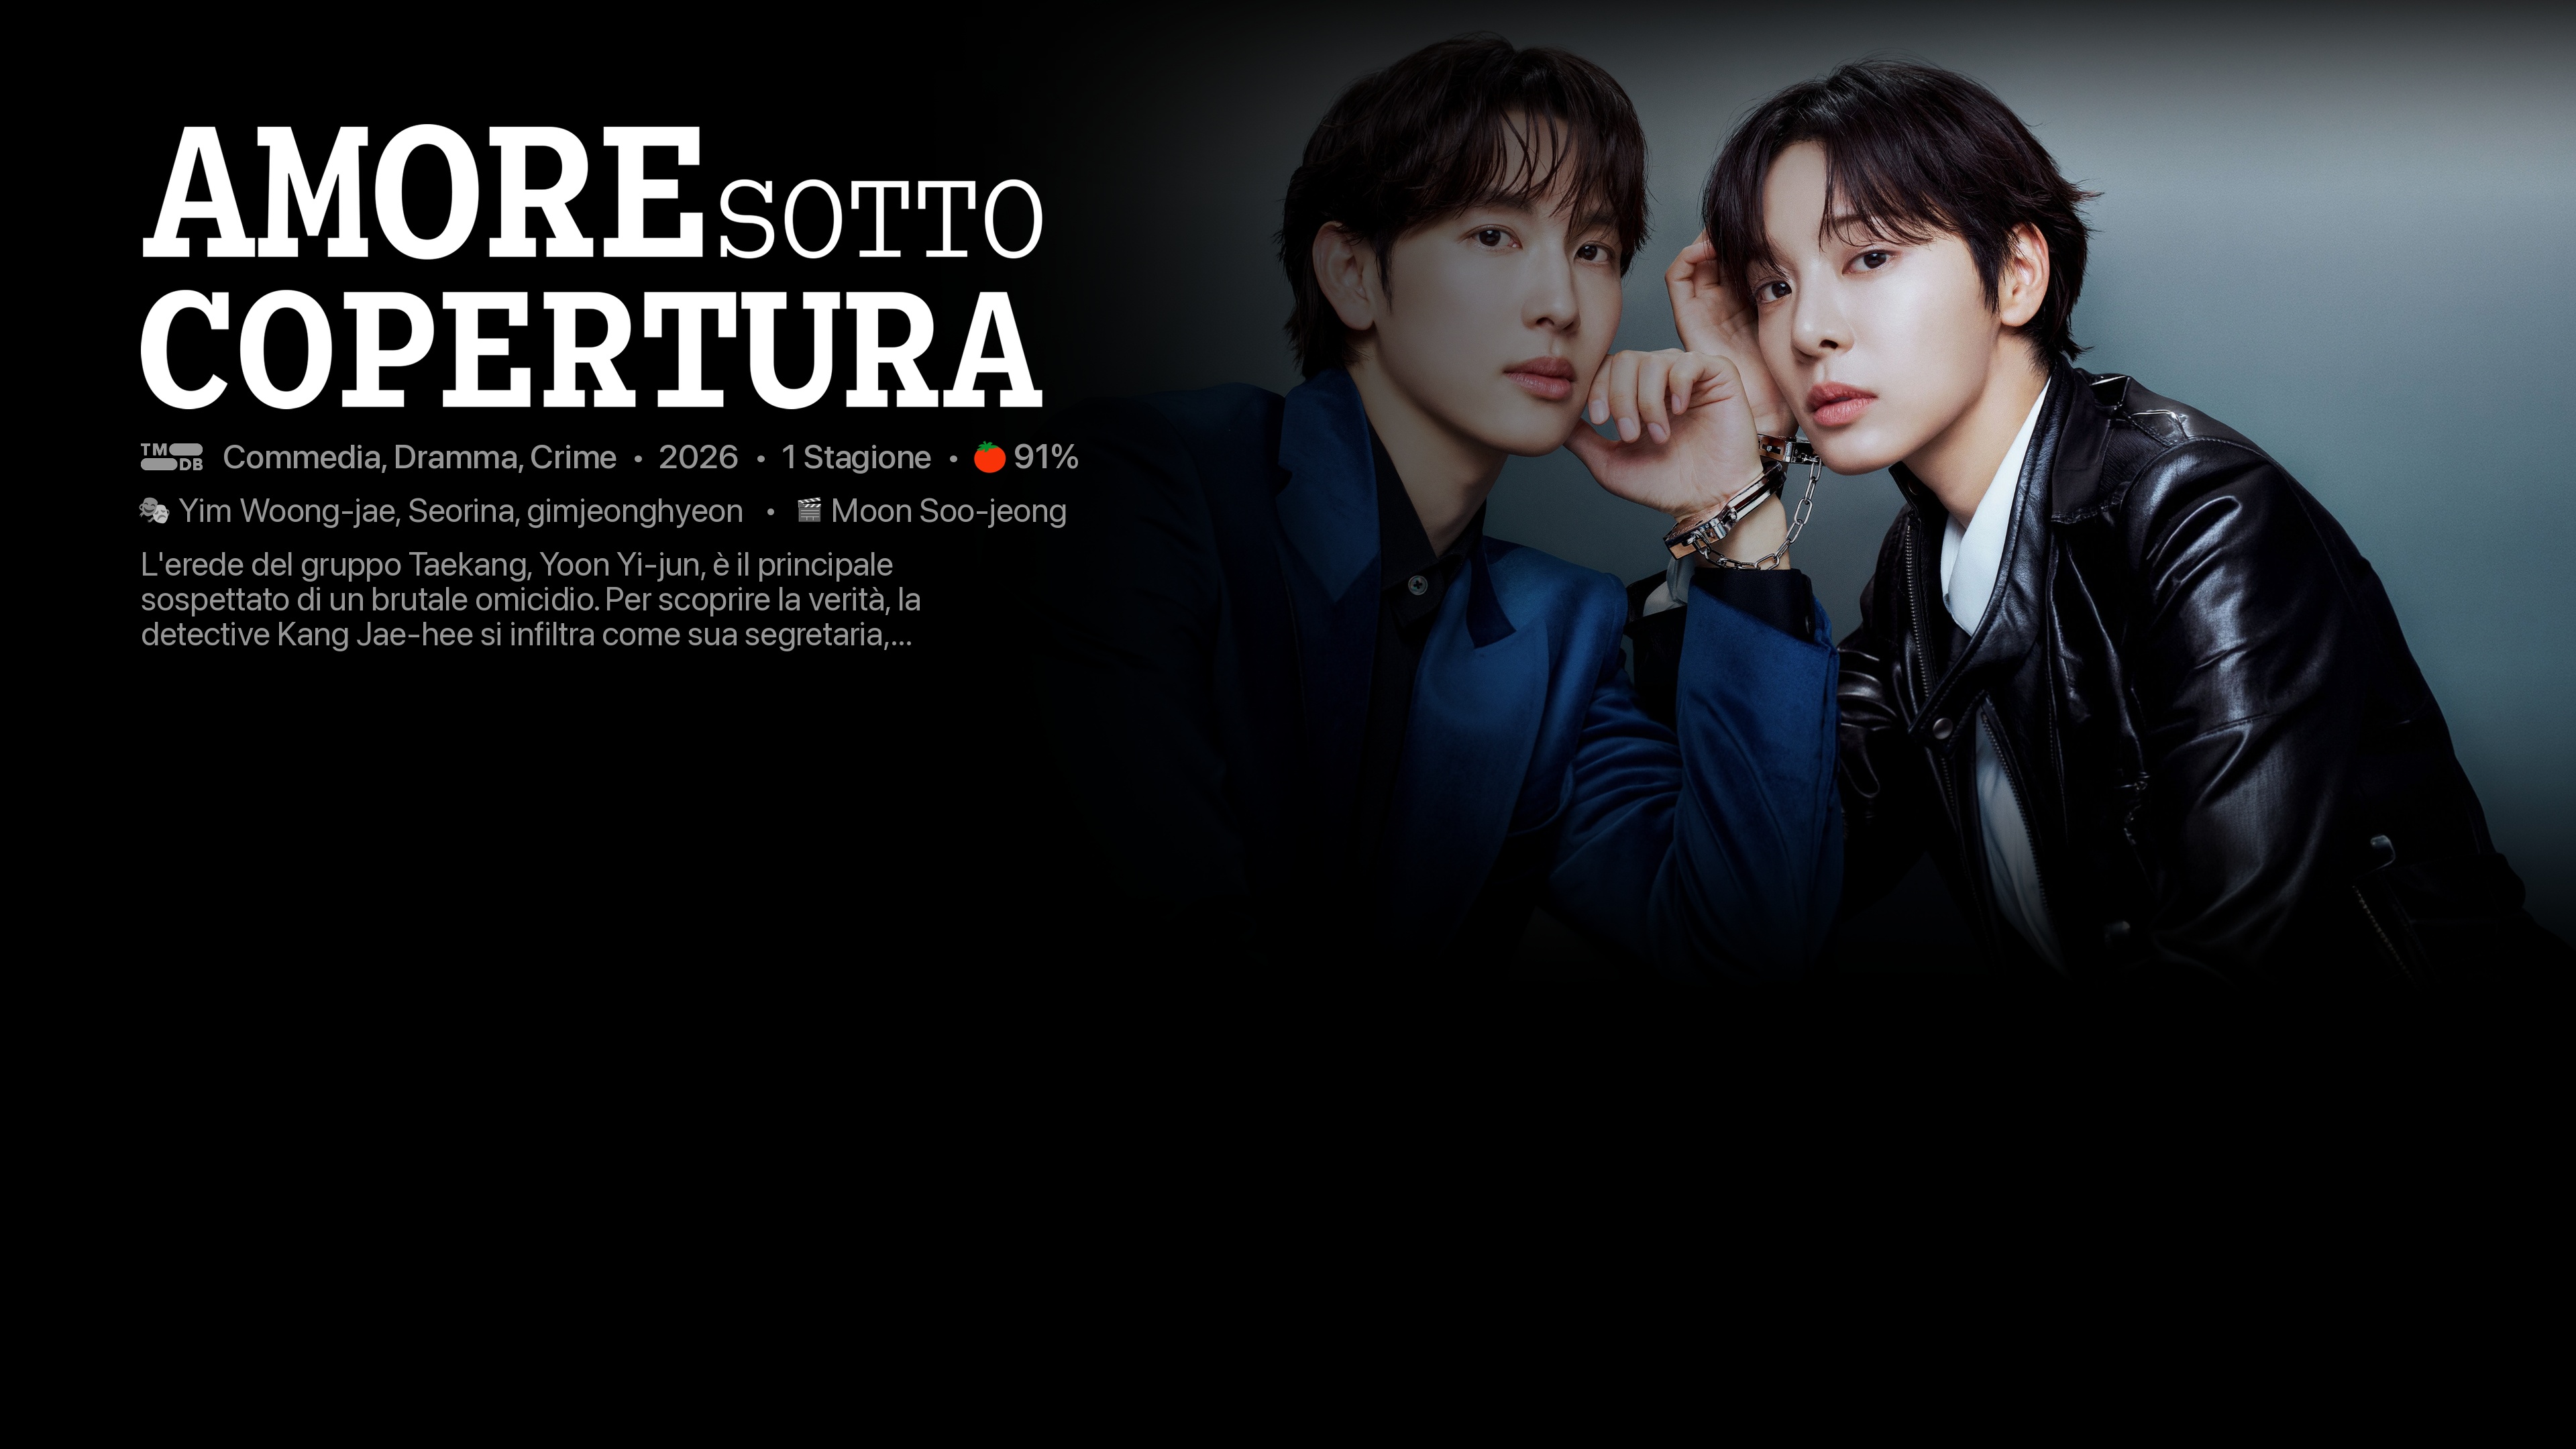 AMORE SOTTO
COPERTURA
TMDB Commedia, Dramma, Crime • 2026 • 1 Stagione • 91%
Yim Woong-jae, Seorina, gimjeonghyeon • Moon Soo-jeong
L'erede del gruppo Taekang, Yoon Yi-jun, è il principale
sospettato di un brutale omicidio. Per scoprire la verità, la
detective Kang Jae-hee si infiltra come sua segretaria,...